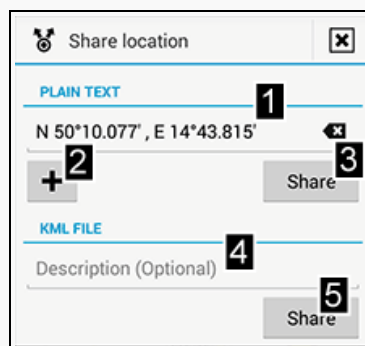 Share location
PLAIN TEXT
1
N 50°10.077' , E 14°43.815'
2
3
+
Share
KML FILE
4
Description (Optional)
5
Share